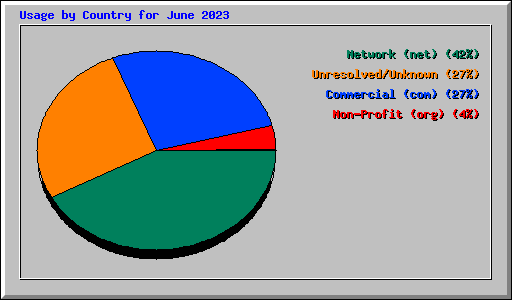 Usage by Country for June 2023
Network (net) (42%)
Unresolved/Unknown (27%)
Commercial (com) (27%)
Non-Profit (org) (4%)